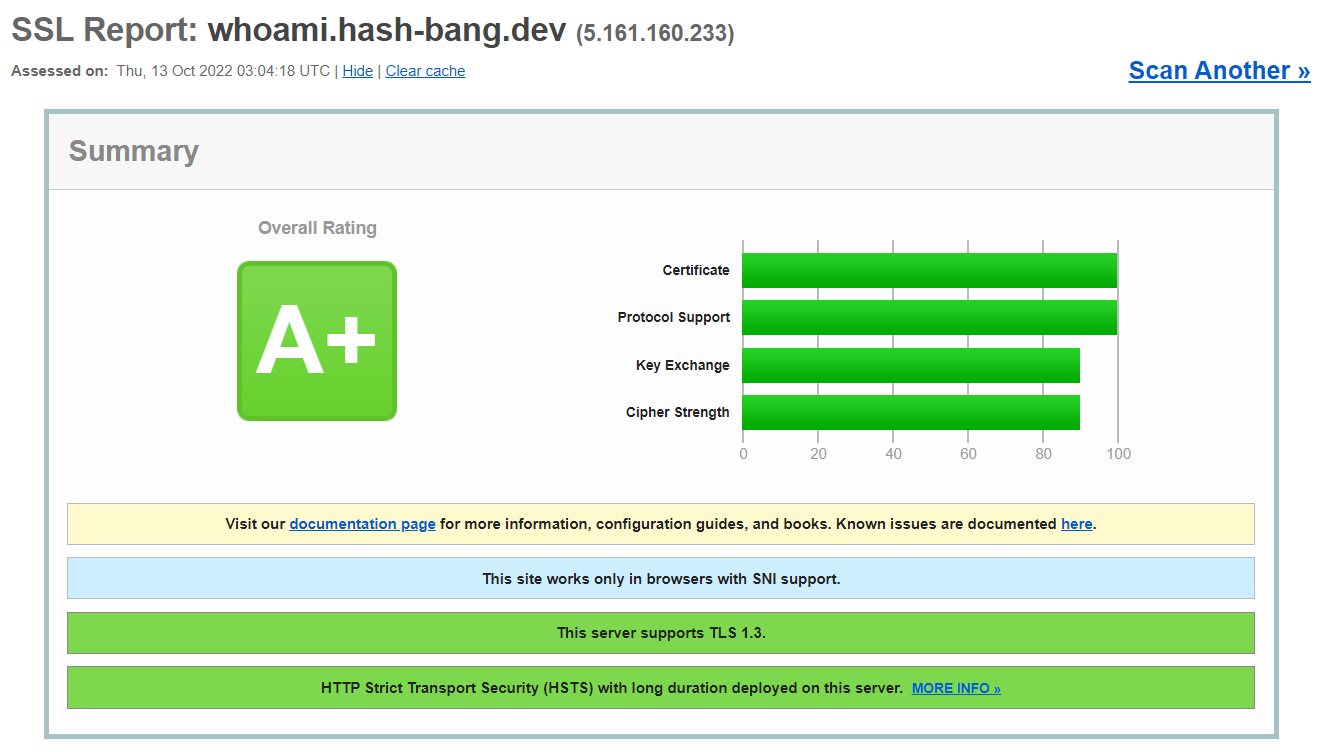 SSL Report: whoami.hash-bang.dev (5.161.160.233)
Assessed on: Thu, 13 Oct 2022 03:04:18 UTC | Hide | Clear cache
Scan Another »
Summary
Overall Rating
A+
Certificate
Protocol Support
Key Exchange
Cipher Strength
0 20 40 60 80 100
Visit our documentation page for more information, configuration guides, and books. Known issues are documented here.
This site works only in browsers with SNI support.
This server supports TLS 1.3.
HTTP Strict Transport Security (HSTS) with long duration deployed on this server. MORE INFO »